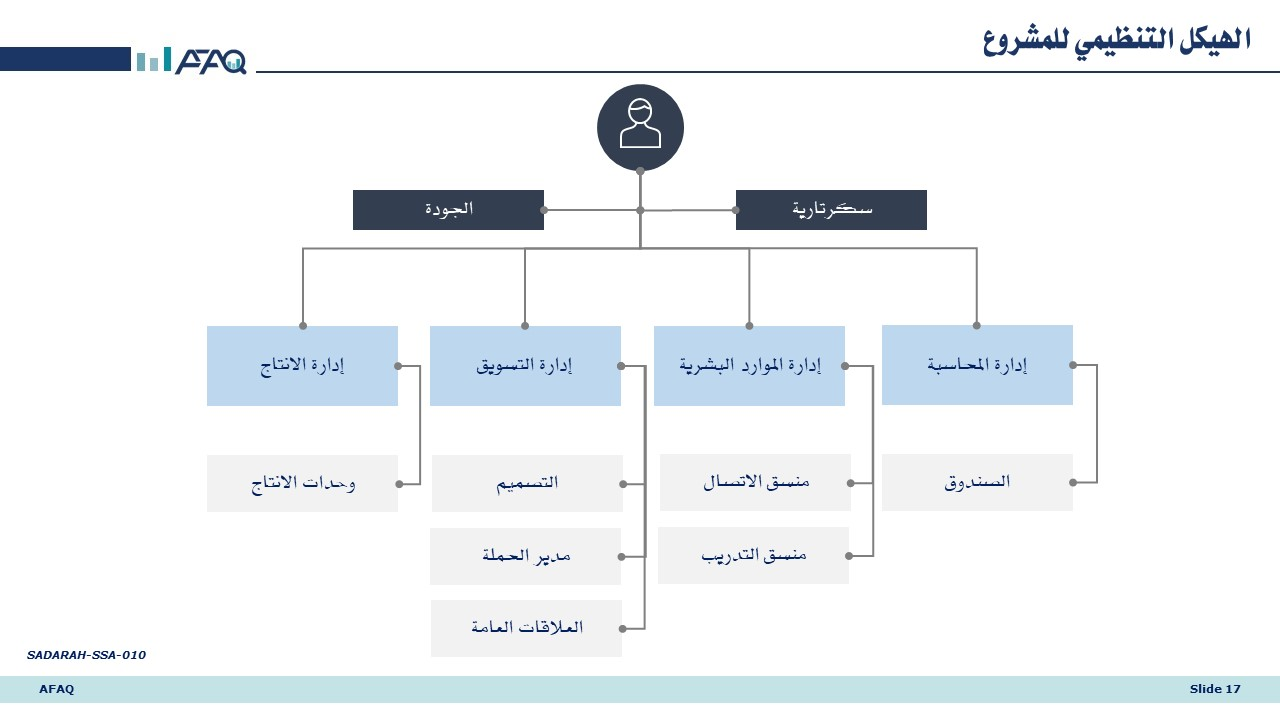 الهيكل التنظيمي للمشروع
AFAQ
سكرتارية
الجودة
إدارة المحاسبة
إدارة الموارد البشرية
إدارة التسويق
إدارة الانتاج
الصندوق
منسق الاتصال
التصميم
وحدات الانتاج
منسق التدريب
مدير الحملة
العلاقات العامة
SADARAH-SSA-010
AFAQ
Slide 17